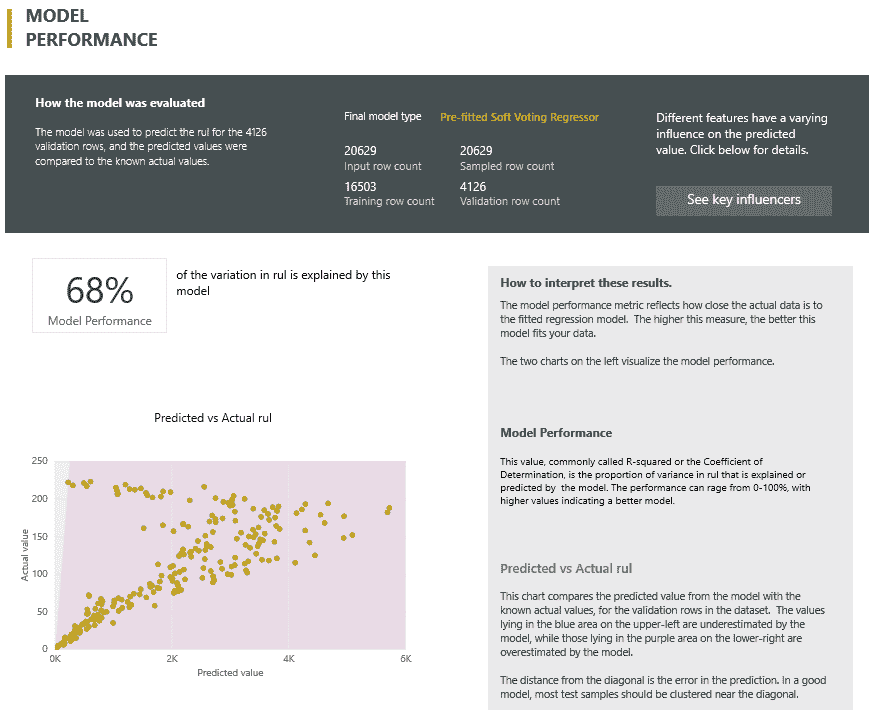 MODEL
PERFORMANCE
How the model was evaluated
The model was used to predict the rul for the 4126
validation rows, and the predicted values were
compared to the known actual values.
Final model type
Pre-fitted Soft Voting Regressor
20629
Input row count
20629
Sampled row count
16503
Training row count
4126
Validation row count
Different features have a varying
influence on the predicted
value. Click below for details.
See key influencers
68%
Model Performance
of the variation in rul is explained by this
model
Predicted vs Actual rul
250
200
150
100
50
0
Actual value
0K
2K
4K
6K
Predicted value
How to interpret these results.
The model performance metric reflects how close the actual data is to
the fitted regression model. The higher this measure, the better this
model fits your data.
The two charts on the left visualize the model performance.
Model Performance
This value, commonly called R-squared or the Coefficient of
Determination, is the proportion of variance in rul that is explained or
predicted by the model. The performance can rage from 0-100%, with
higher values indicating a better model.
Predicted vs Actual rul
This chart compares the predicted value from the model with the
known actual values, for the validation rows in the dataset. The values
lying in the blue area on the upper-left are underestimated by the
model, while those lying in the purple area on the lower-right are
overestimated by the model.
The distance from the diagonal is the error in the prediction. In a good
model, most test samples should be clustered near the diagonal.